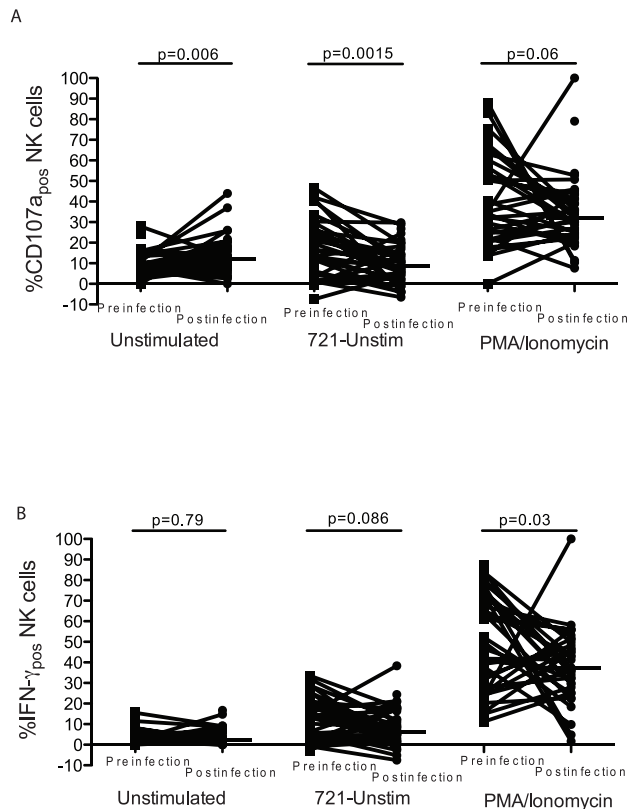 A
p=0.006 p=0.0015 p=0.06
%CD107apos NK cells
100
90
80
70
60
50
40
30
20
10
0
-10
Preinfection Postinfection Preinfection Postinfection Preinfection Postinfection
Unstimulated 721-Unstim PMA/Ionomycin
B
p=0.79 p=0.086 p=0.03
%IFN-γpos NK cells
100
90
80
70
60
50
40
30
20
10
0
-10
Preinfection Postinfection Preinfection Postinfection Preinfection Postinfection
Unstimulated 721-Unstim PMA/Ionomycin